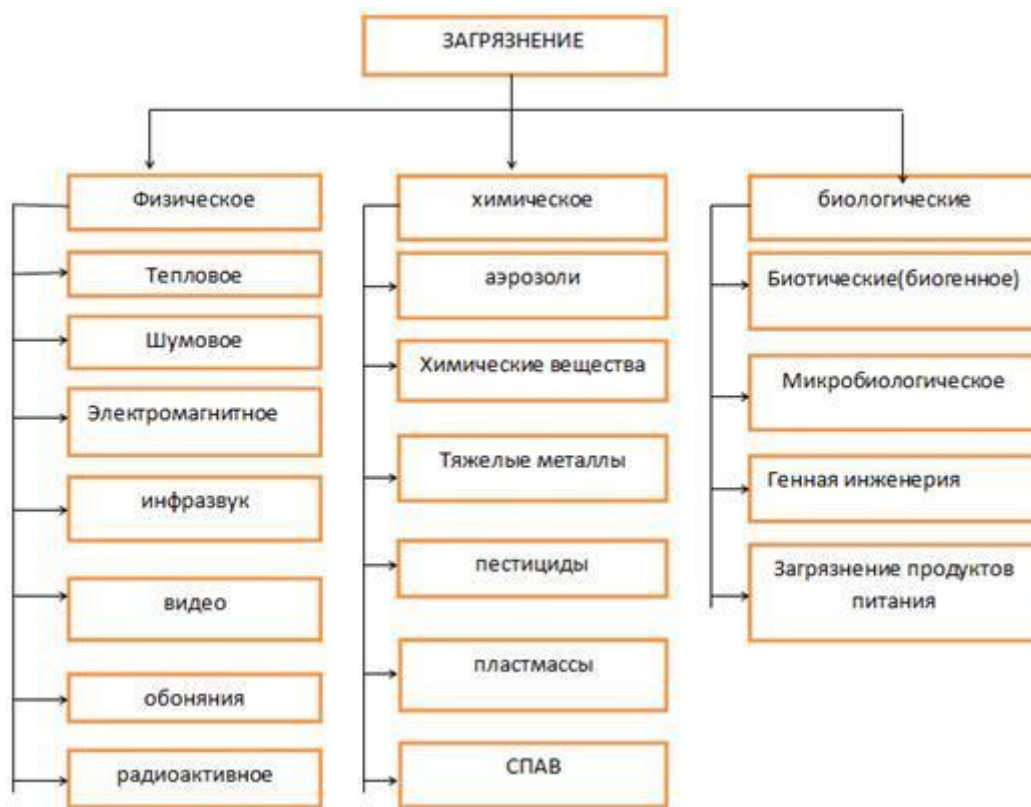 ЗАГРЯЗНЕНИЕ
Физическое
Тепловое
Шумовое
Электромагнитное
инфразвук
видео
обоняния
радиоактивное
химическое
аэрозоли
Химические вещества
Тяжелые металлы
пестициды
пластмассы
СПАВ
биологические
Биотические(биогенное)
Микробиологическое
Генная инженерия
Загрязнение продуктов
питания